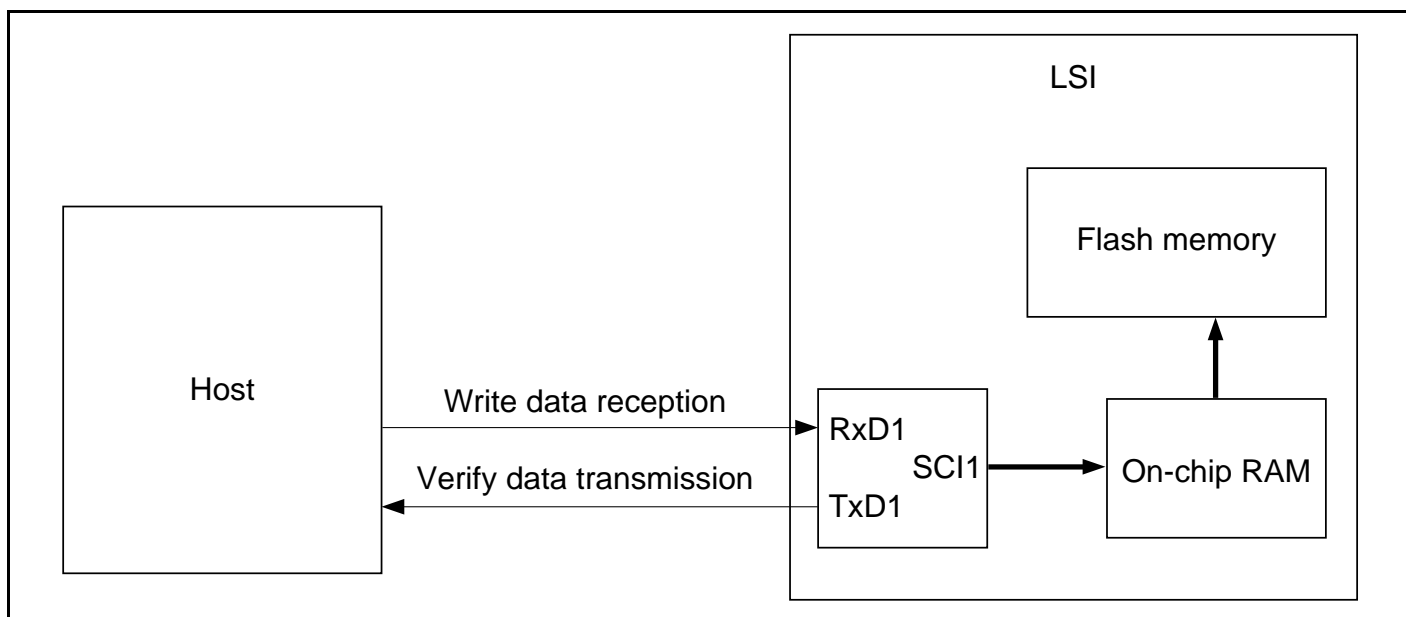 LSI
Flash memory
Host
Write data reception
RxD1
SCI1
On-chip RAM
Verify data transmission
TxD1